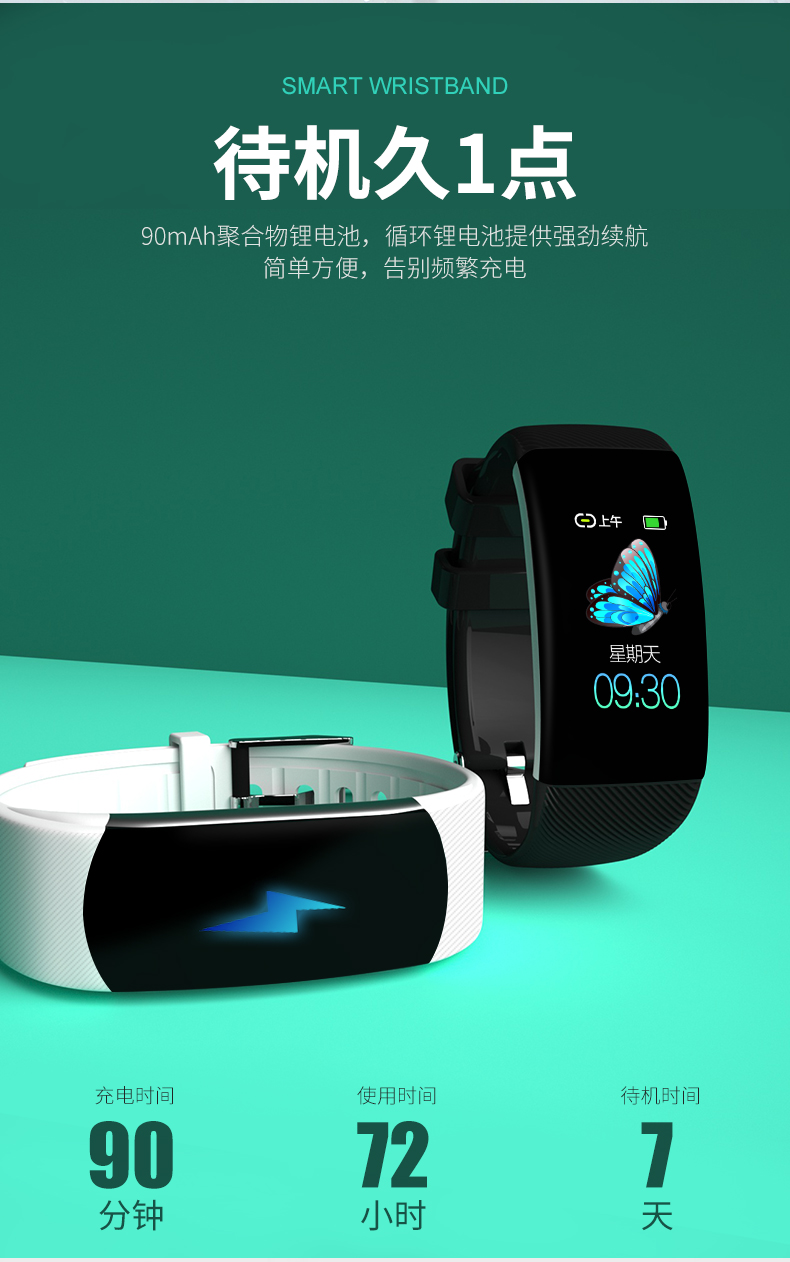 SMART WRISTBAND
待机久1点
90mAh聚合物锂电池，循环锂电池提供强劲续航
简单方便，告别频繁充电
上午
星期天
09:30
充电时间
使用时间
待机时间
90
72
7
分钟
小时
天